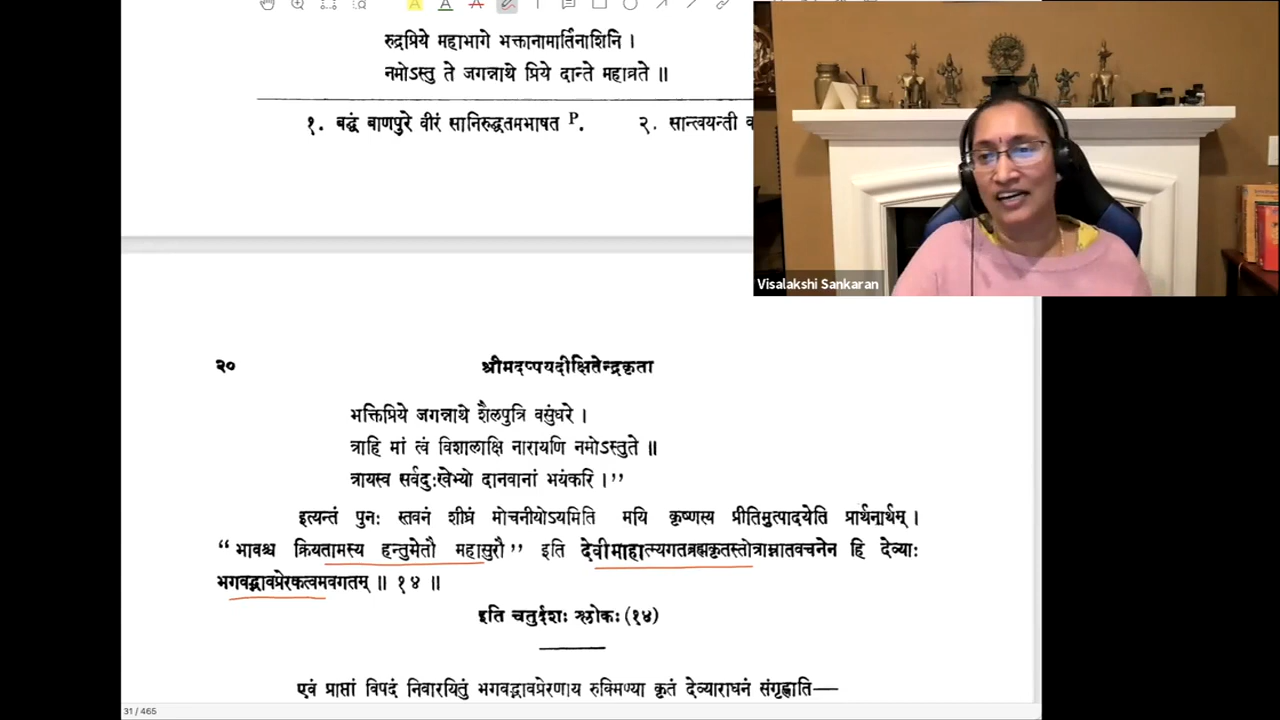 रुद्रप्रिये महाभागे भक्तानामार्तिनाशिनि ।
नमोऽस्तु ते जगन्नाथे प्रिये दान्ते महाव्रते ॥
१. बद्धं बाणपुरे वीरं सानिरुद्धतमभाषत P. २. सान्त्वयन्ती
Visalakshi Sankaran
२० श्रीमदप्पयदीक्षितेन्द्रकृता
भक्तिप्रिये जगन्नाथे शैलपुत्रि वसुंधरे ।
त्राहि मां त्वं विशालाक्षि नारायणि नमोऽस्तुते ॥
त्रायस्व सर्वदुःखेभ्यो दानवानां भयंकरि ।’’
इत्यन्तं पुनः स्तवनं शीघ्रं मोचनीयोऽयमिति मयि कृष्णस्य प्रीतिमुत्पादयेति प्रार्थनार्थम् ।
“भावश्च क्रियतामस्य हन्तुमेतौ महासुरौ’’ इति देवीमाहात्म्यगतब्रह्मकृतस्तोत्राम्नातवचनेन हि देव्याः
भगवद्भावप्रेरकत्वमवगतम् ॥ १४ ॥
इति चतुर्दशः श्लोकः (१४)
एवं प्राप्तां विपदं निवारयितुं भगवद्भावप्रेरणाय रुक्मिण्या कृतं देव्याराधनं संगृह्णाति—
31 / 465